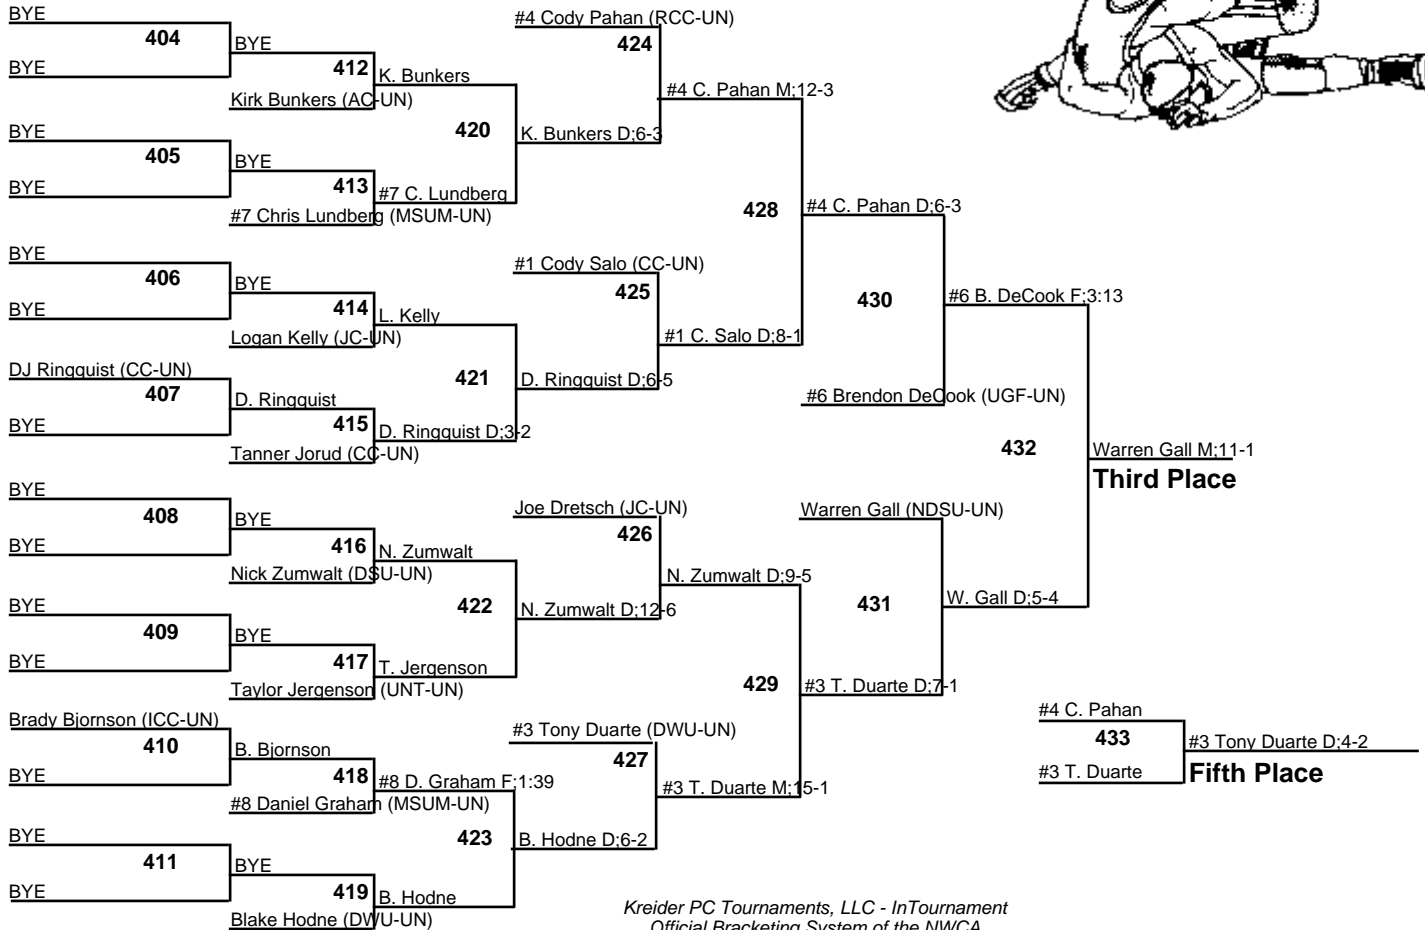 BYE
404
BYE
BYE
412
K. Bunkers
Kirk Bunkers (AC-UN)
BYE
405
BYE
BYE
413
#7 C. Lundberg
#7 Chris Lundberg (MSUM-UN)
420
K. Bunkers D;6-3
#4 Cody Pahan (RCC-UN)
424
#4 C. Pahan M;12-3
BYE
406
BYE
BYE
414
L. Kelly
Logan Kelly (JC-UN)
DJ Ringquist (CC-UN)
407
D. Ringquist
BYE
415
D. Ringquist D;3-2
Tanner Jorud (CC-UN)
421
D. Ringquist D;6-5
#1 Cody Salo (CC-UN)
425
#1 C. Salo D;8-1
428
#4 C. Pahan D;6-3
430
#6 B. DeCook F;3:13
#6 Brendon DeCook (UGF-UN)
432
Warren Gall M;11-1
Third Place
BYE
408
BYE
BYE
416
N. Zumwalt
Nick Zumwalt (DSU-UN)
BYE
409
BYE
BYE
417
T. Jergenson
Taylor Jergenson (UNT-UN)
422
N. Zumwalt D;12-6
Joe Dretsch (JC-UN)
426
N. Zumwalt D;9-5
Warren Gall (NDSU-UN)
431
W. Gall D;5-4
429
#3 T. Duarte D;7-1
Brady Bjornson (ICC-UN)
410
B. Bjornson
BYE
418
#8 D. Graham F;1:39
#8 Daniel Graham (MSUM-UN)
BYE
411
BYE
BYE
419
B. Hodne
Blake Hodne (DWU-UN)
423
B. Hodne D;6-2
#3 Tony Duarte (DWU-UN)
427
#3 T. Duarte M;15-1
#4 C. Pahan
433
#3 Tony Duarte D;4-2
#3 T. Duarte
Fifth Place
Kreider PC Tournaments, LLC - InTournament
Official Bracketing System of the NWCA